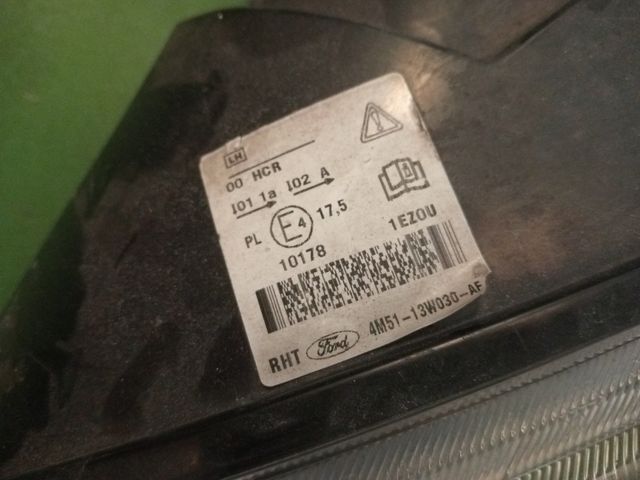 LH
00 HCR
I01 1a I02 A
PL E4 17,5
10178 1EZOU
4M51-13W030-AF
RHT Ford